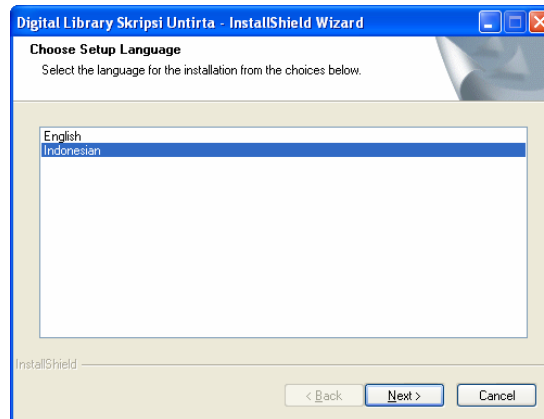 Digital Library Skripsi Untirta - InstallShield Wizard
Choose Setup Language
Select the language for the installation from the choices below.
English
Indonesian
InstallShield
< Back
Next >
Cancel